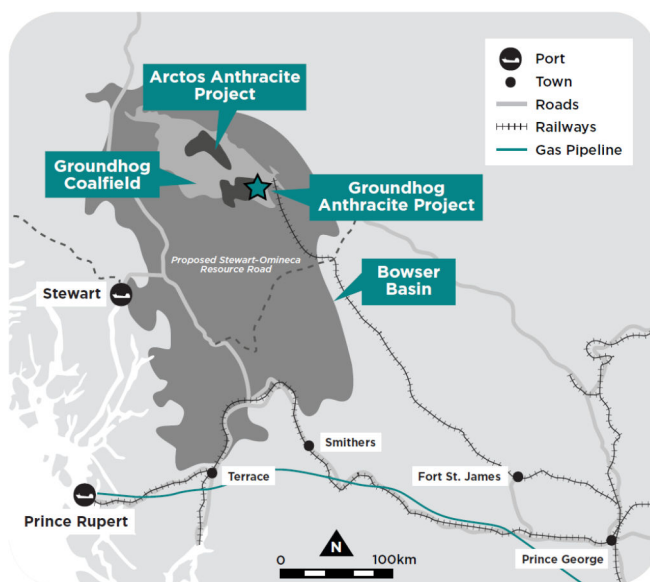 Arctos Anthracite
Project
Port
Town
Roads
Railways
Gas Pipeline
Groundhog
Coalfield
Groundhog
Anthracite Project
Proposed Stewart-Omineca
Resource Road
Bowser
Basin
Stewart
Smithers
Terrace
Fort St. James
Prince Rupert
N
0
100km
Prince George